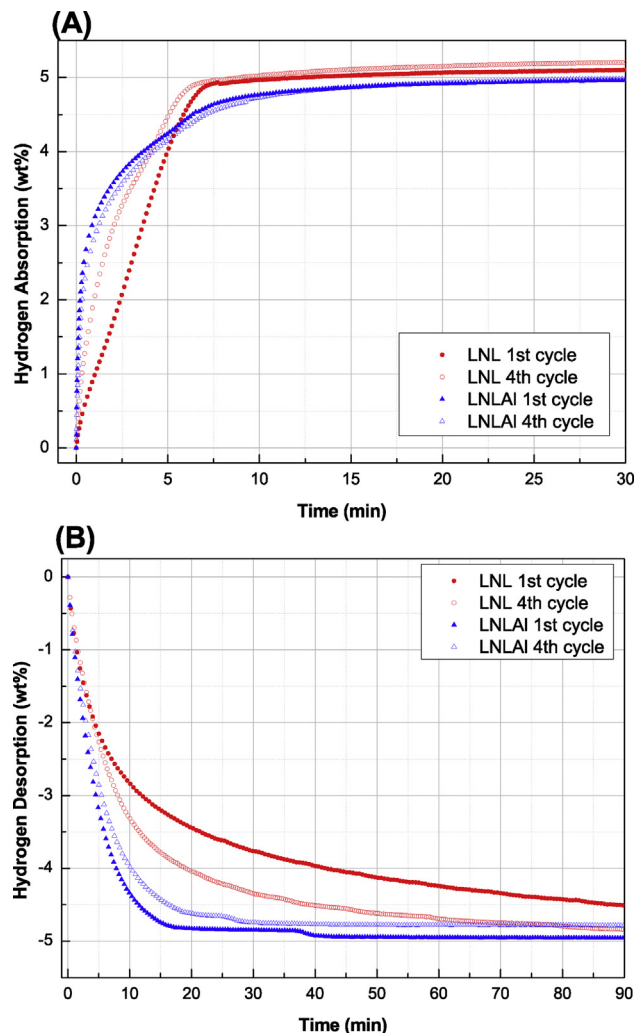 (A)
Hydrogen Absorption (wt%)
5
4
3
2
1
0
LNL 1st cycle
LNL 4th cycle
LNLAl 1st cycle
LNLAl 4th cycle
0 5 10 15 20 25 30
Time (min)
(B)
Hydrogen Desorption (wt%)
0
-1
-2
-3
-4
-5
LNL 1st cycle
LNL 4th cycle
LNLAl 1st cycle
LNLAl 4th cycle
0 10 20 30 40 50 60 70 80 90
Time (min)